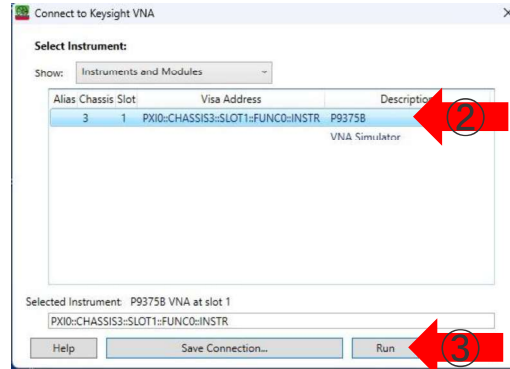 Connect to Keysight VNA
Select Instrument:
Show: Instruments and Modules
Alias Chassis Slot Visa Address Description
3 1 PXI0::CHASSIS3::SLOT1::FUNC0::INSTR P9375B
VNA Simulator
②
Selected Instrument: P9375B VNA at slot 1
PXI0::CHASSIS3::SLOT1::FUNC0::INSTR
Help Save Connection... Run ③